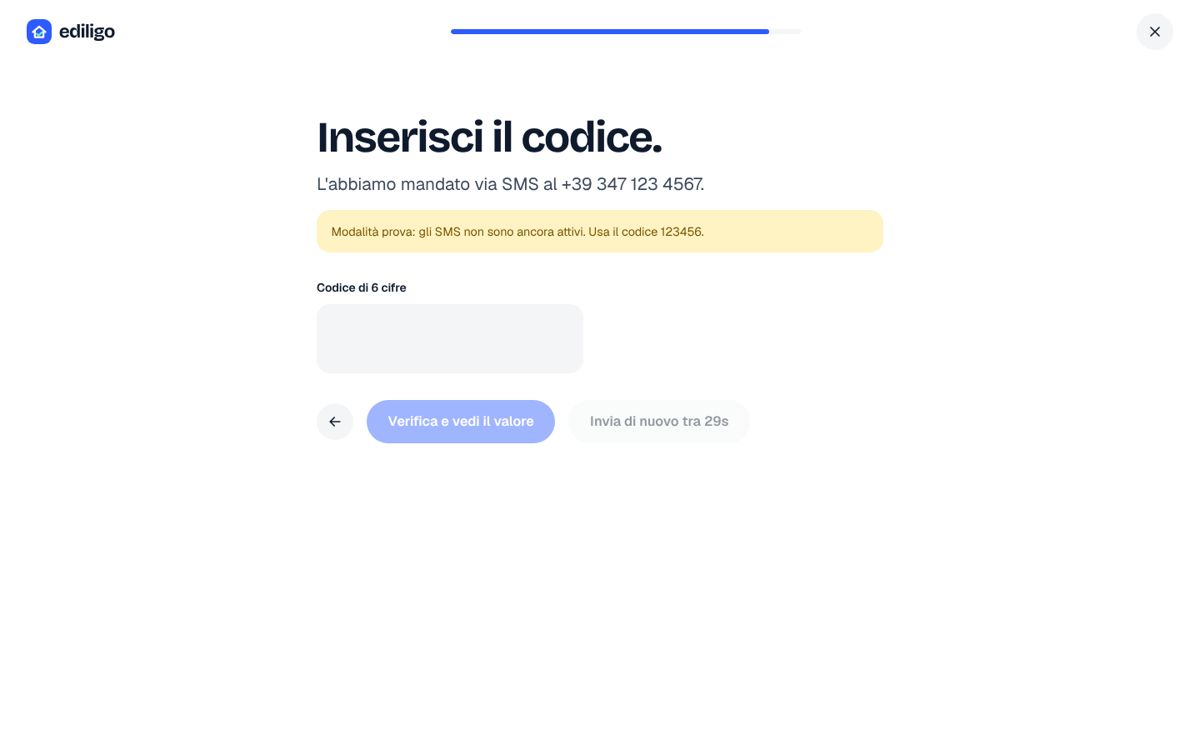 ediligo
Inserisci il codice.
L'abbiamo mandato via SMS al +39 347 123 4567.
Modalità prova: gli SMS non sono ancora attivi. Usa il codice 123456.
Codice di 6 cifre
Verifica e vedi il valore
Invia di nuovo tra 29s